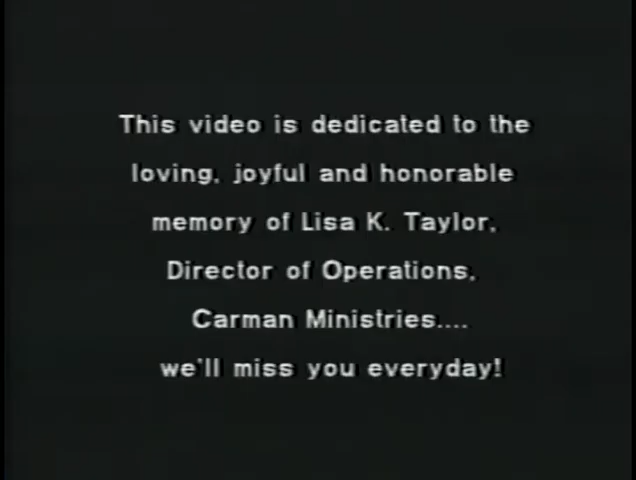 This video is dedicated to the
loving, joyful and honorable
memory of Lisa K. Taylor,
Director of Operations,
Carman Ministries....
we'll miss you everyday!